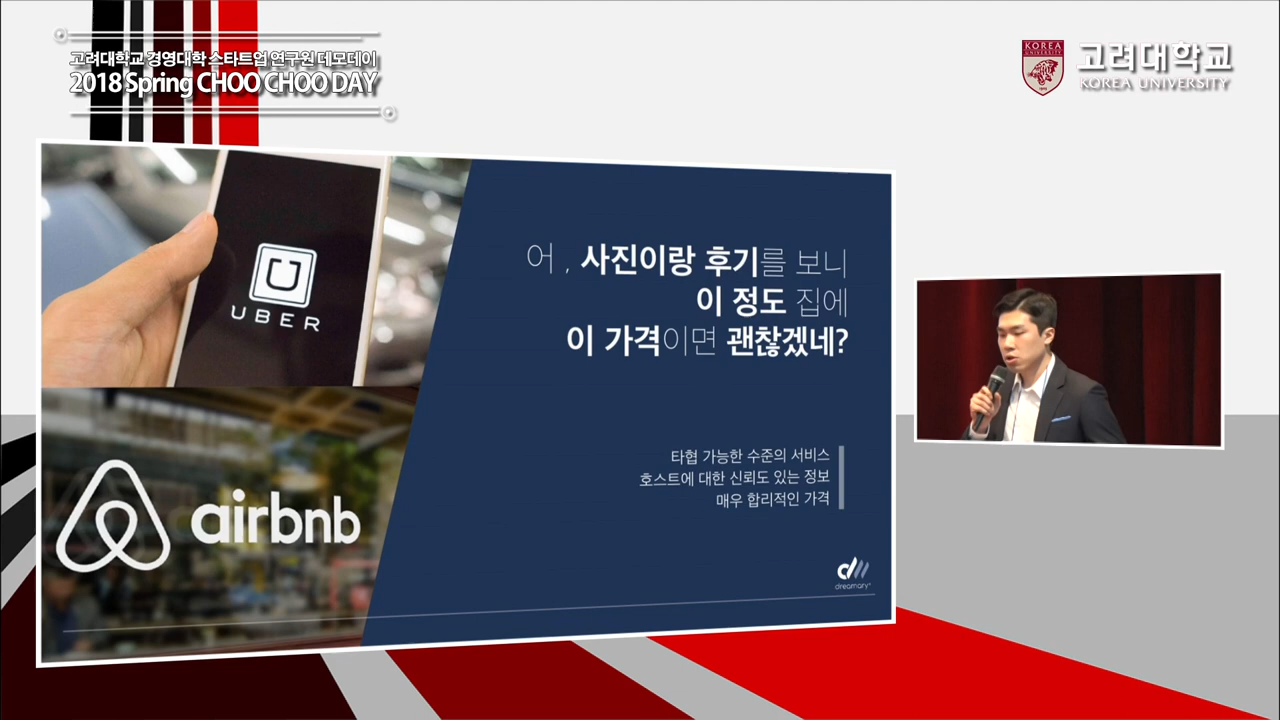 고려대학교 경영대학 스타트업 연구원 데모데이
2018 Spring CHOO CHOO DAY
KOREA
UNIVERSITY
1905
고려대학교
KOREA UNIVERSITY
UBER
airbnb
어 , 사진이랑 후기를 보니
이 정도 집에
이 가격이면 괜찮겠네?
타협 가능한 수준의 서비스
호스트에 대한 신뢰도 있는 정보
매우 합리적인 가격
dreamary